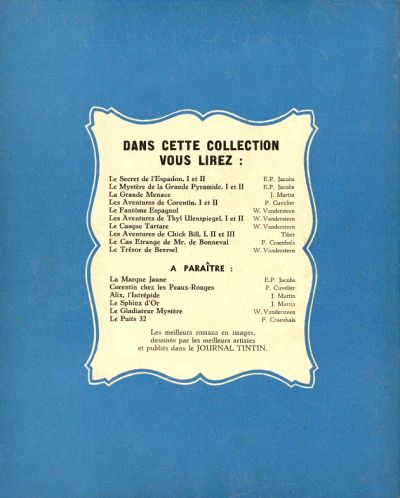 DANS CETTE COLLECTION
VOUS LIREZ :
Le Secret de l'Espadon, I et II E.P. Jacobs
Le Mystère de la Grande Pyramide, I et II E.P. Jacobs
La Grande Menace J. Martin
Les Aventures de Corentin, I et II P. Cuvelier
Le Fantôme Espagnol W. Vandersteen
Les Aventures de Thyl Ulenspiegel, I et II W. Vandersteen
Le Casque Tartare W. Vandersteen
Les Aventures de Chick Bill, I, II et III Tibet
Le Cas Etrange de Mr. de Bonneval F. Craenhals
Le Trésor de Beersel W. Vandersteen
A PARAÎTRE :
La Marque Jaune E.P. Jacobs
Corentin chez les Peaux-Rouges P. Cuvelier
Alix, l'Intrépide J. Martin
Le Sphinx d'Or J. Martin
Le Gladiateur Mystère W. Vandersteen
Le Puits 32 F. Craenhals
Les meilleurs romans en images,
dessinés par les meilleurs artistes
et publiés dans le JOURNAL TINTIN.